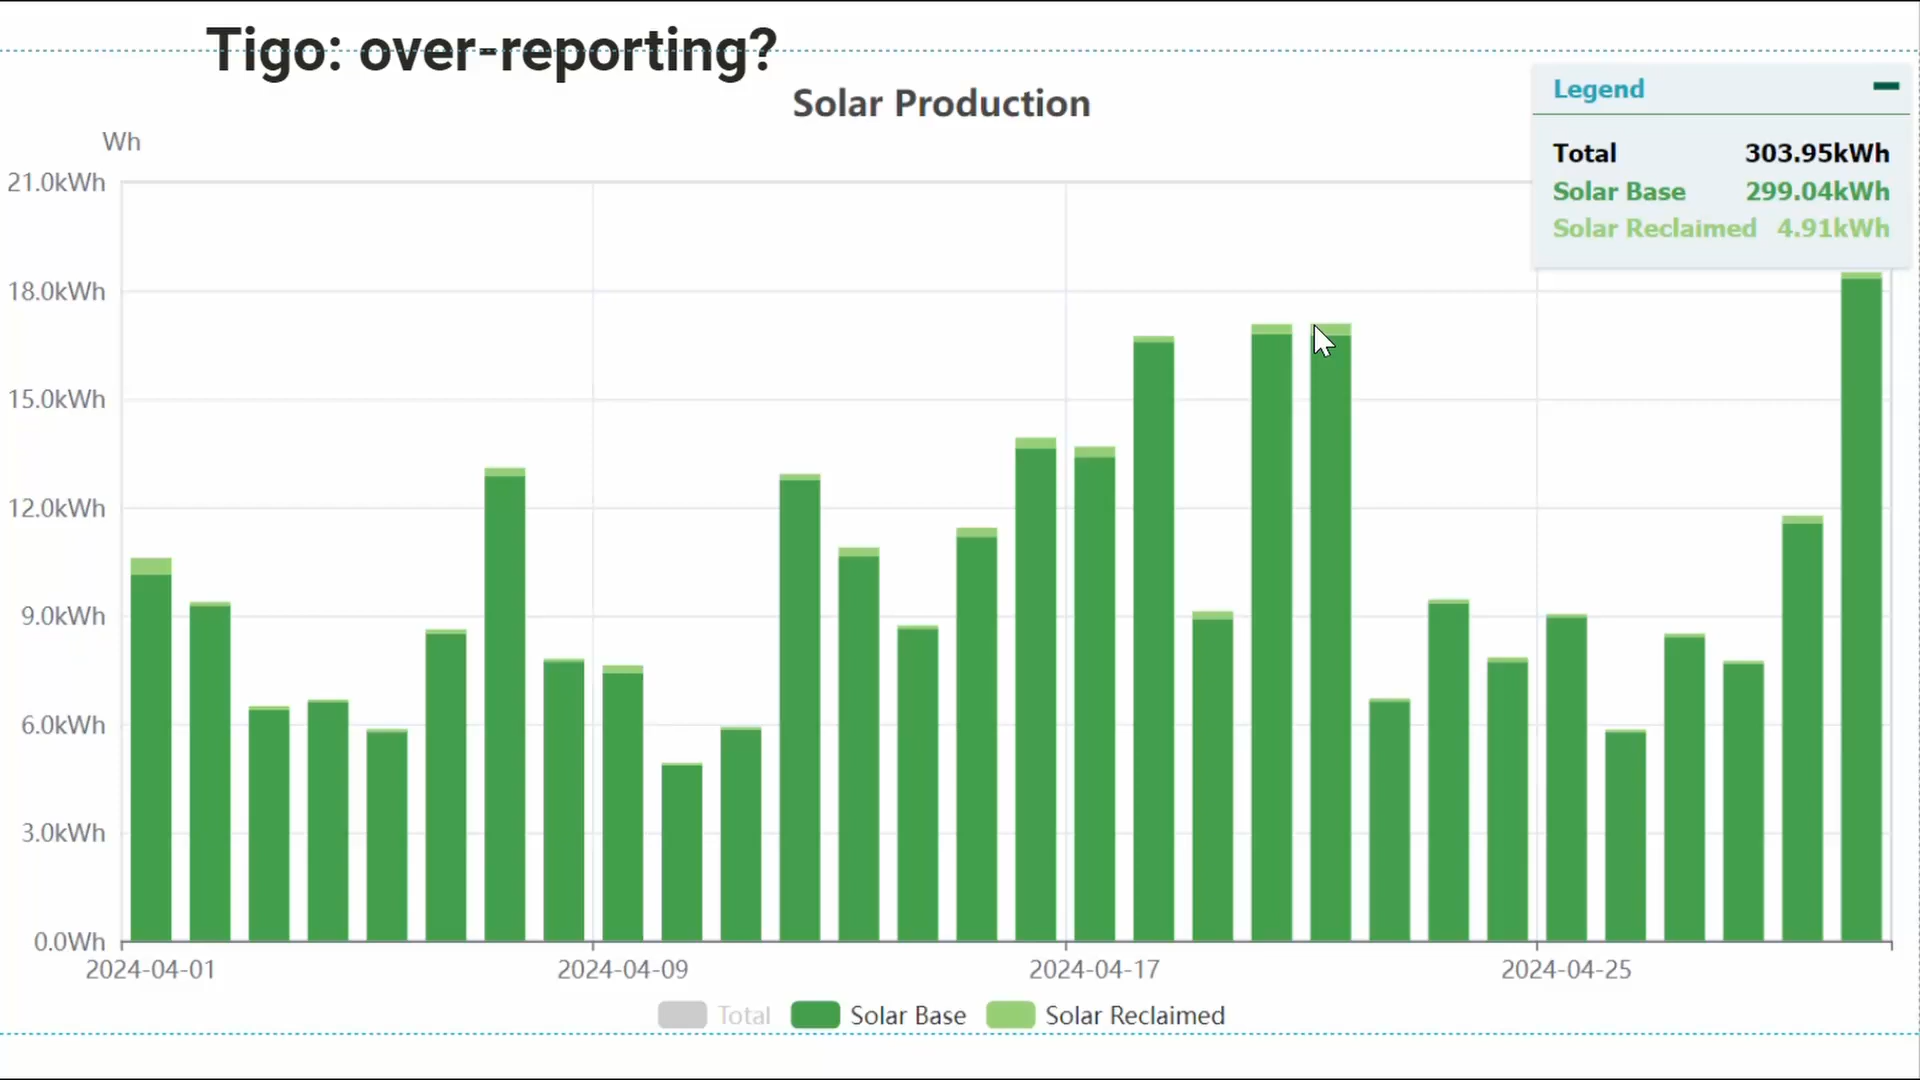 Tigo: over-reporting?
Solar Production
Legend
Total 303.95kWh
Solar Base 299.04kWh
Solar Reclaimed 4.91kWh
Wh
21.0kWh
18.0kWh
15.0kWh
12.0kWh
9.0kWh
6.0kWh
3.0kWh
0.0Wh
2024-04-01 2024-04-09 2024-04-17 2024-04-25
Total Solar Base Solar Reclaimed